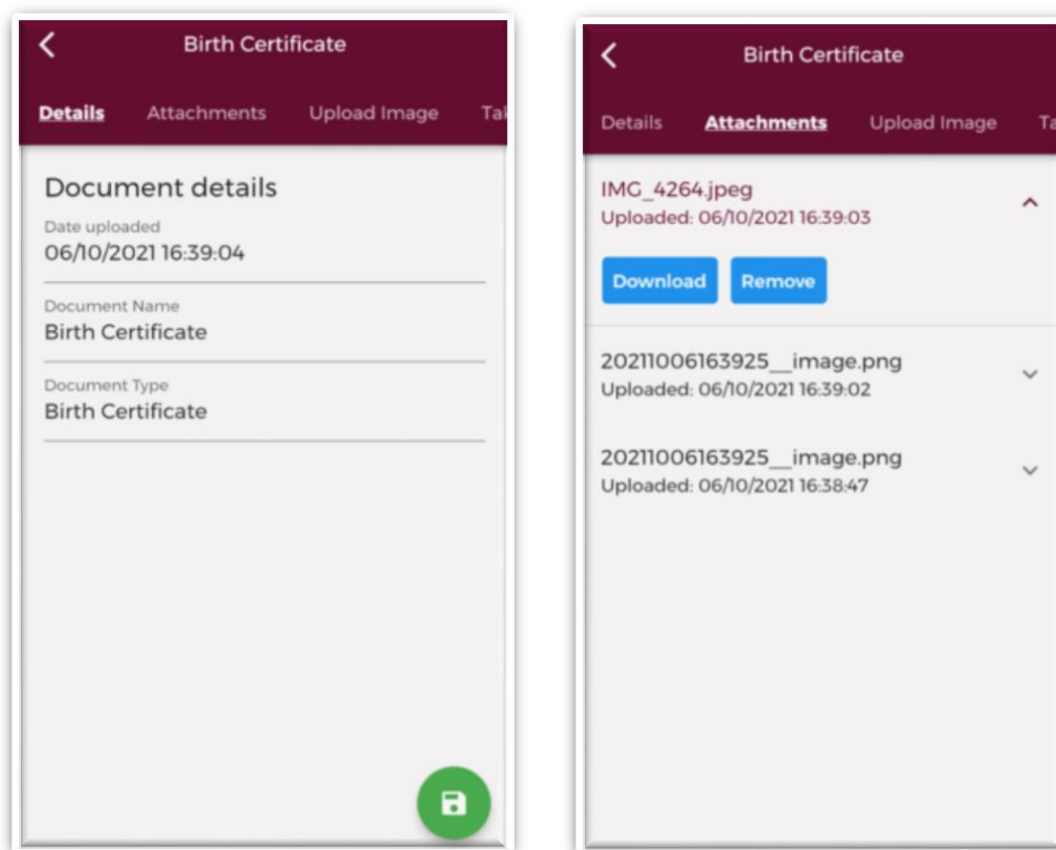 Birth Certificate
Details Attachments Upload Image
Document details
Date uploaded
06/10/2021 16:39:04
Document Name
Birth Certificate
Document Type
Birth Certificate
Birth Certificate
Details Attachments Upload Image
IMG_4264.jpeg
Uploaded: 06/10/2021 16:39:03
Download Remove
20211006163925__image.png
Uploaded: 06/10/2021 16:39:02
20211006163925__image.png
Uploaded: 06/10/2021 16:38:47